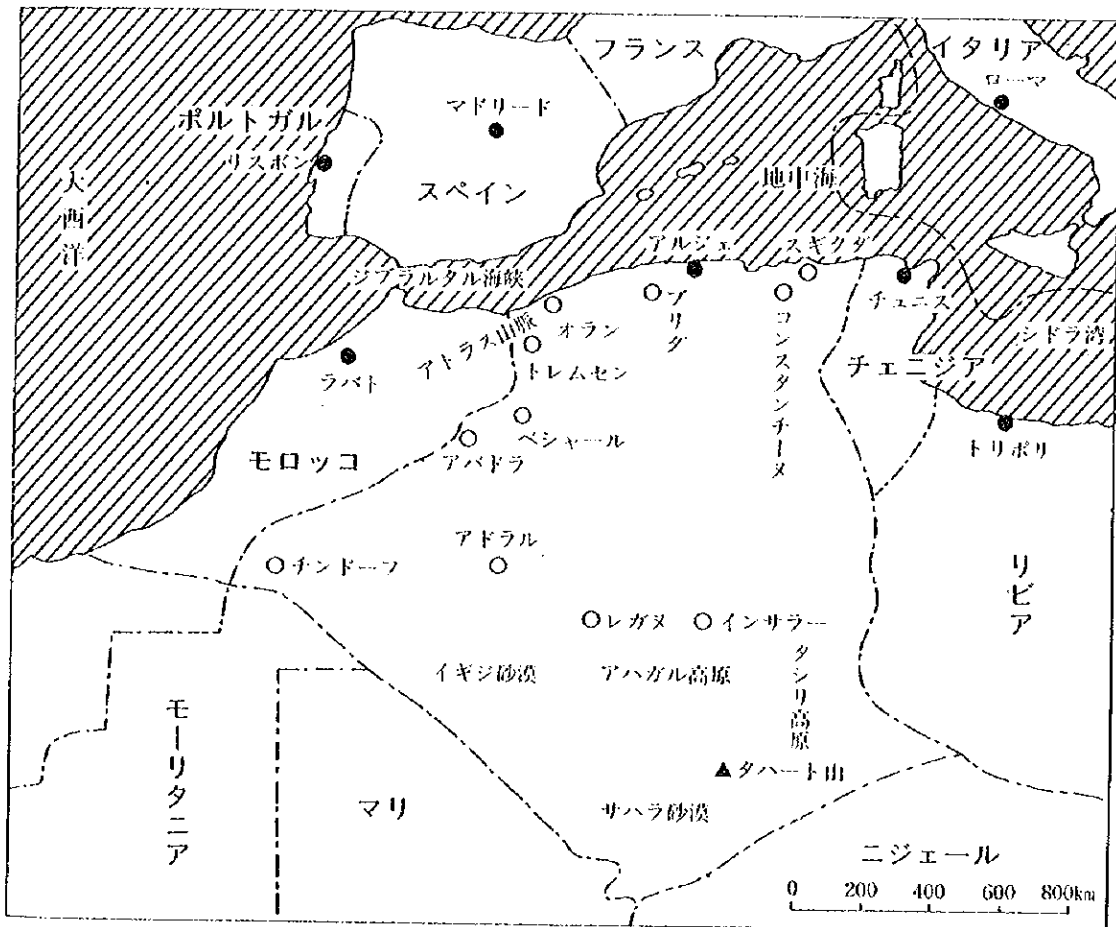 フランス
イタリア
ローマ
マドリード
ポルトガル
リスボン
スペイン
大西洋
地中海
アルジェ
スキクダ
ジブラルタル海峡
ブリダ
コンスタンチーヌ
チュニス
シドラ湾
アトラス山脈
オラン
トレムセン
ラバト
チェニジア
トリポリ
ベシャール
アバドラ
モロッコ
アドラル
チンドーフ
リビア
レガヌ
インサラー
イギジ砂漠
アハガル高原
タシリ高原
モーリタニア
タハート山
マリ
サハラ砂漠
ニジェール
0 200 400 600 800km